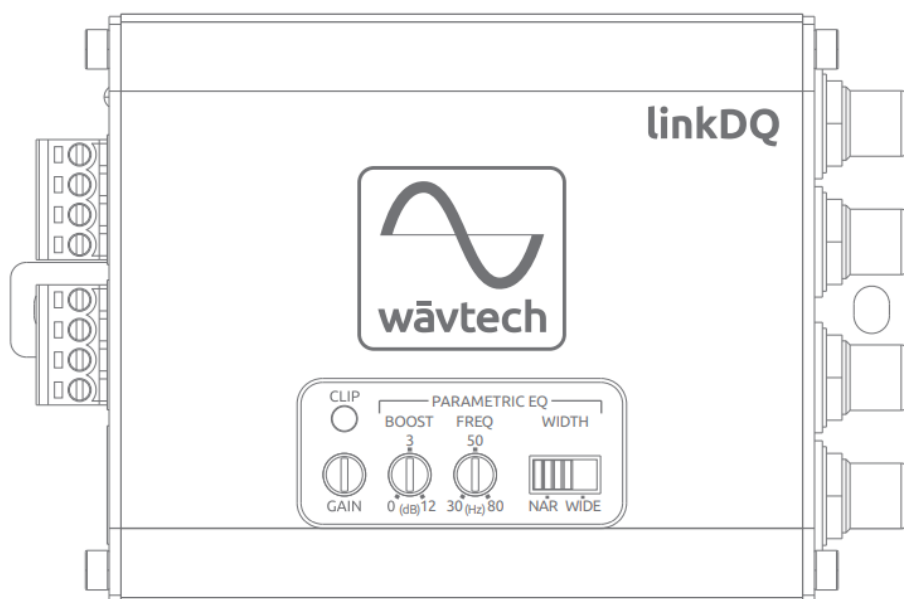 linkDQ
wāvtech
CLIP
PARAMETRIC EQ
BOOST FREQ WIDTH
3 50
GAIN 0 (dB) 12 30 (Hz) 80 NAR WIDE